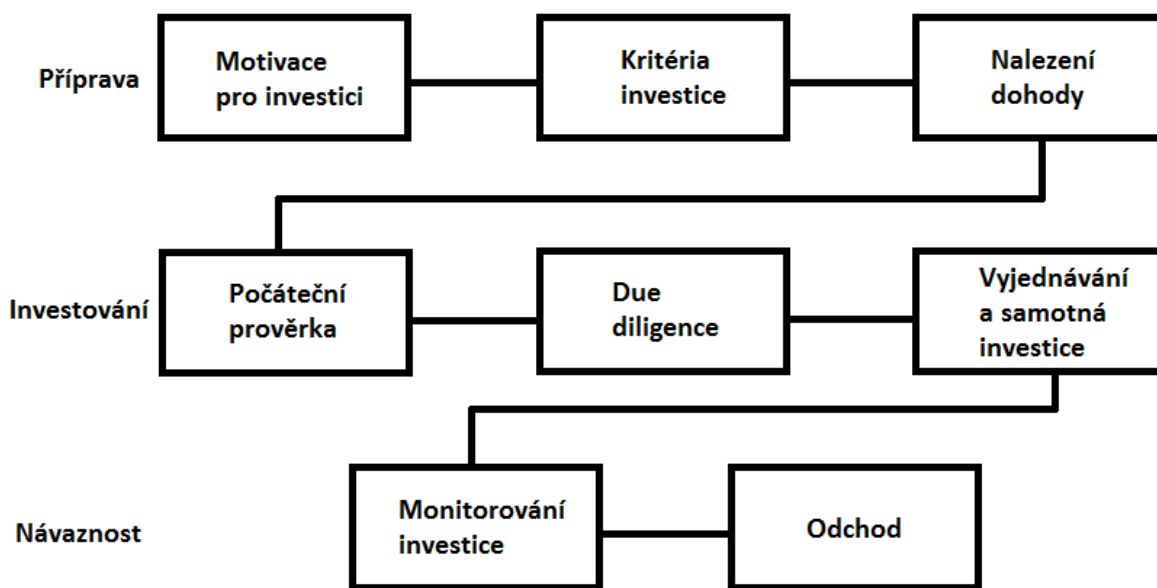 Příprava
Motivace
pro investici
Kritéria
investice
Nalezení
dohody
Investování
Počáteční
prověrka
Due
diligence
Vyjednávání
a samotná
investice
Návaznost
Monitorování
investice
Odchod